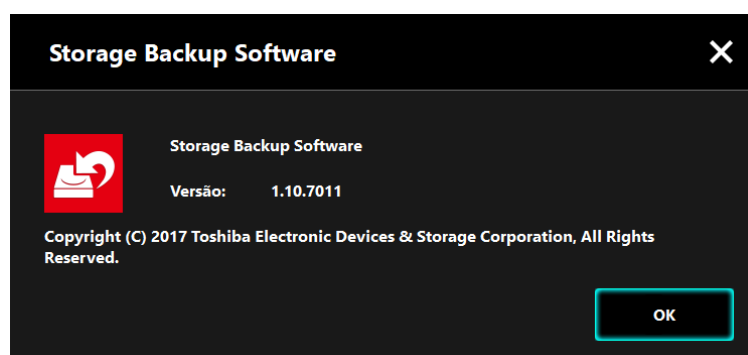 Storage Backup Software
Storage Backup Software
Versão: 1.10.7011
Copyright (C) 2017 Toshiba Electronic Devices & Storage Corporation, All Rights
Reserved.
OK